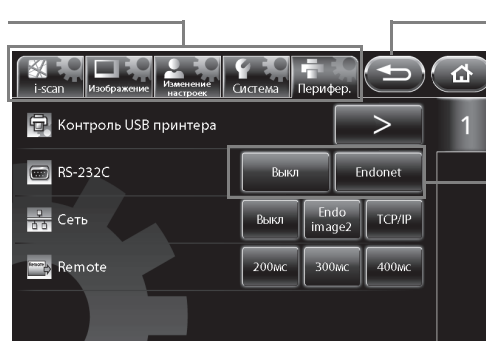 i-scan Изображение Изменение настроек Система Перифер.
Контроль USB принтера > 1
RS-232C Выкл Endonet
Сеть Выкл Endo image2 TCP/IP
Remote 200мс 300мс 400мс